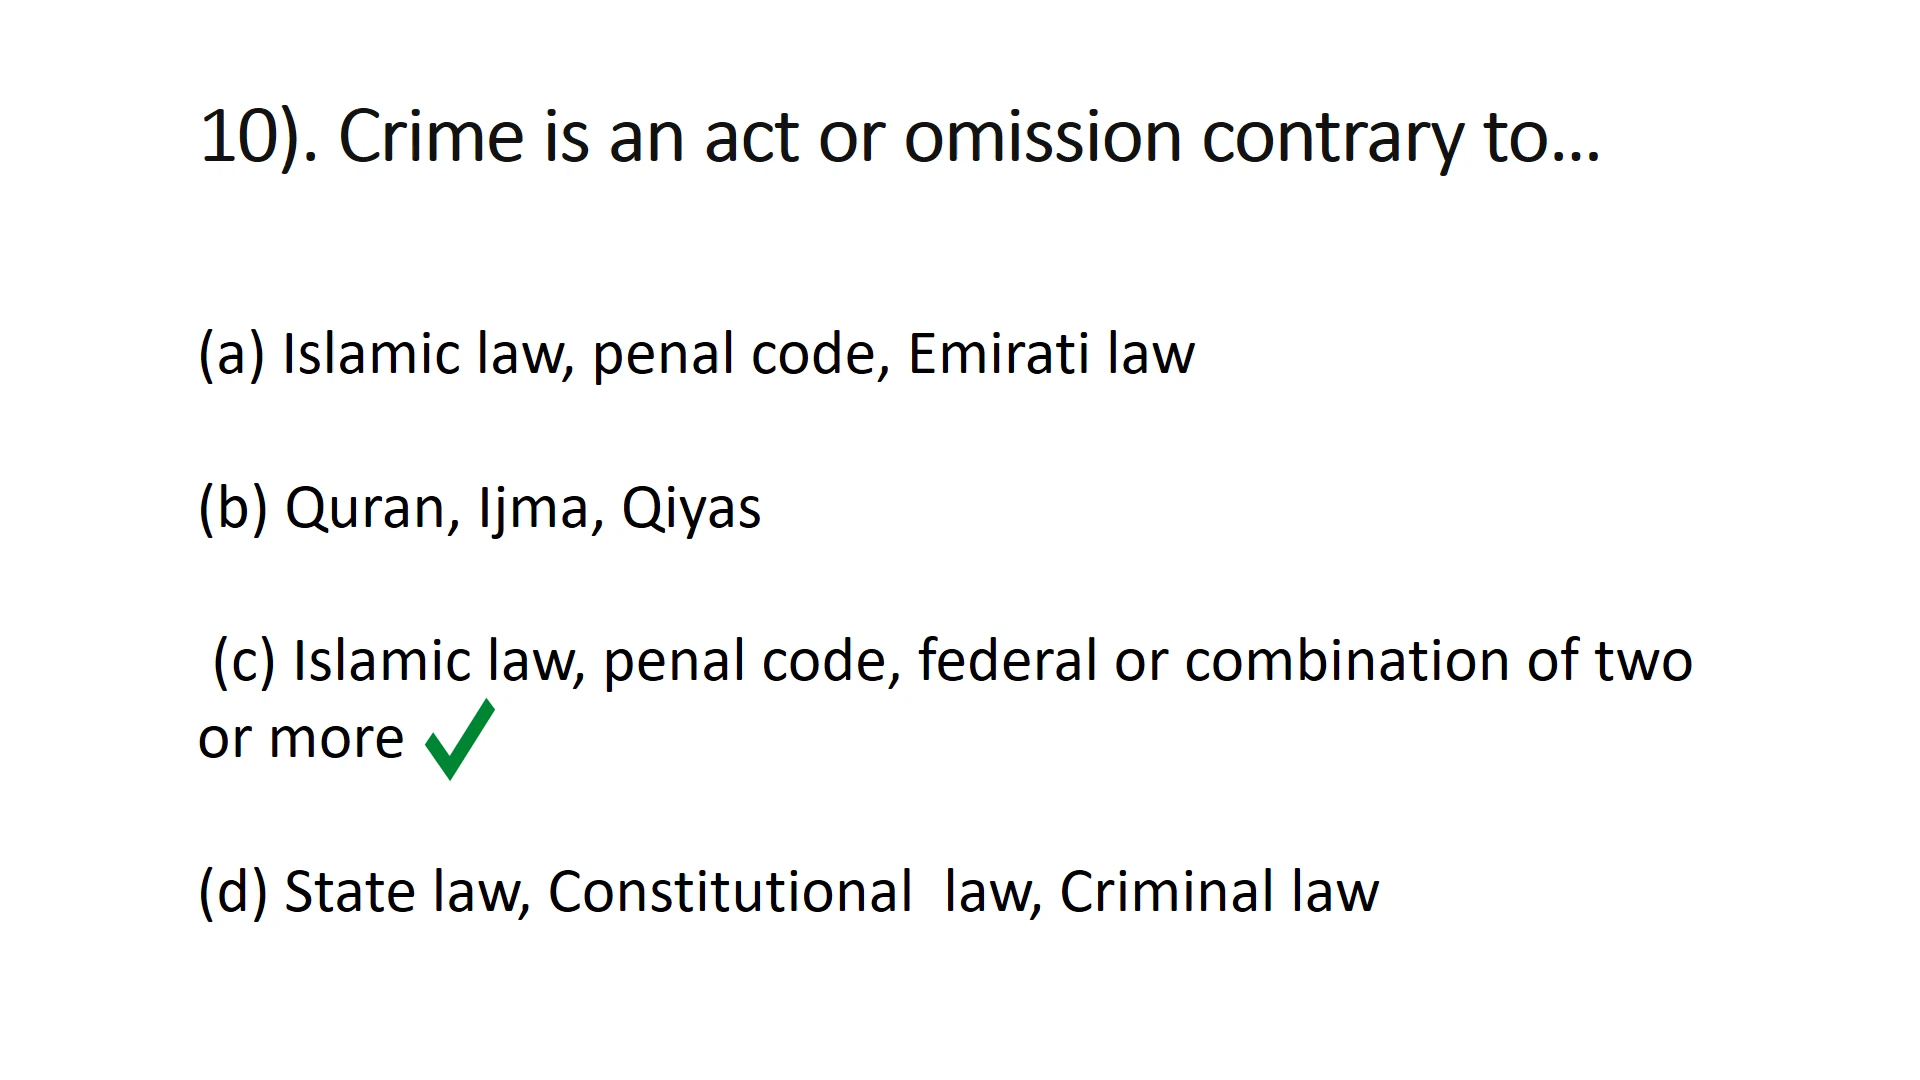 10). Crime is an act or omission contrary to...
(a) Islamic law, penal code, Emirati law
(b) Quran, Ijma, Qiyas
(c) Islamic law, penal code, federal or combination of two
or more
(d) State law, Constitutional  law, Criminal law